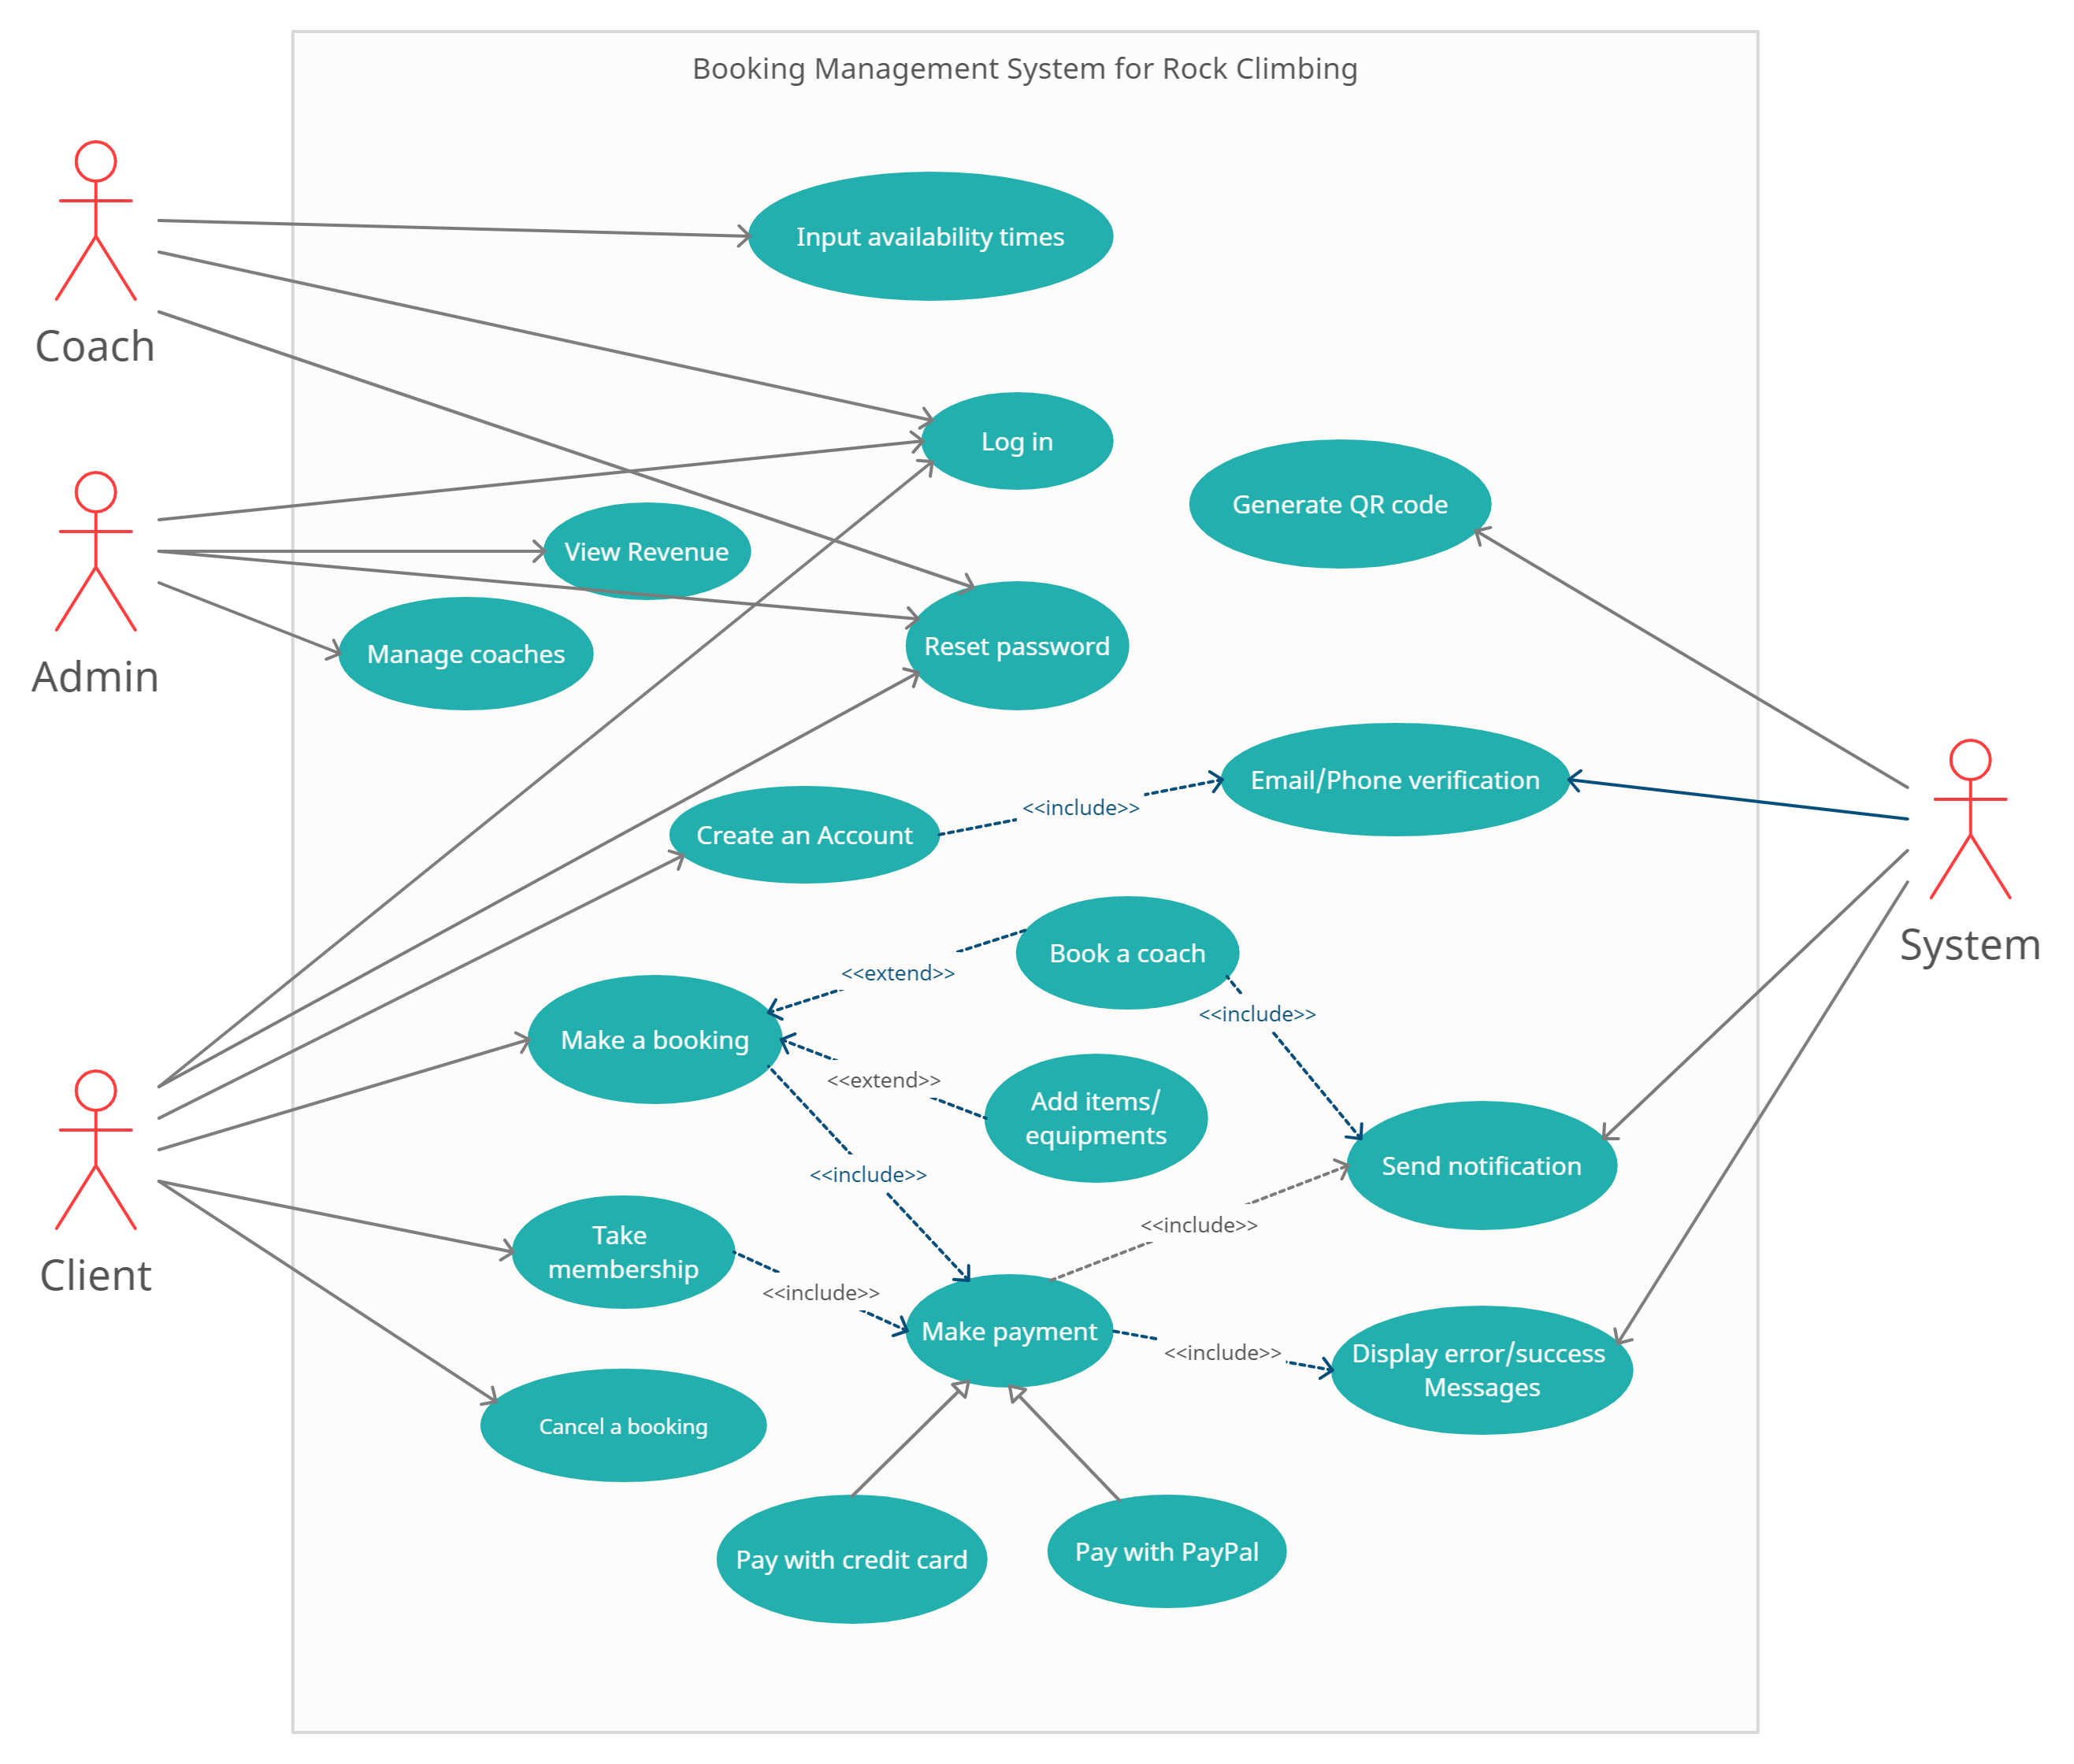 Booking Management System for Rock Climbing
Coach
Input availability times
Log in
Generate QR code
View Revenue
Admin
Manage coaches
Reset password
Email/Phone verification
<<include>>
Create an Account
System
Book a coach
<<extend>>
<<include>>
Make a booking
<<extend>>
Add items/
equipments
<<include>>
Send notification
<<include>>
Client
Take
membership
<<include>>
Make payment
<<include>>
Display error/success
Messages
Cancel a booking
Pay with credit card
Pay with PayPal